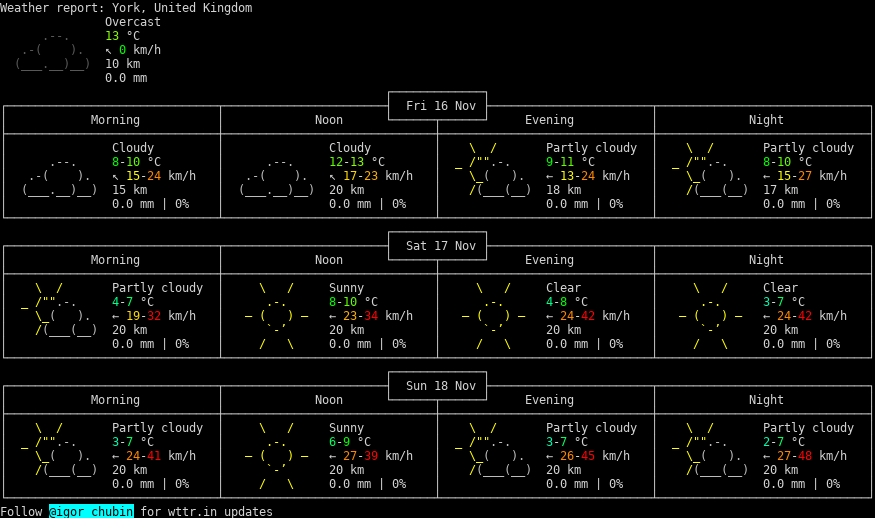 Weather report: York, United Kingdom
Overcast
13 °C
↖ 0 km/h
10 km
0.0 mm
Fri 16 Nov
Morning Noon Evening Night
Cloudy Cloudy Partly cloudy Partly cloudy
8-10 °C 12-13 °C 9-11 °C 8-10 °C
↖ 15-24 km/h ↖ 17-23 km/h ← 13-24 km/h ← 15-27 km/h
15 km 20 km 18 km 17 km
0.0 mm | 0% 0.0 mm | 0% 0.0 mm | 0% 0.0 mm | 0%
Sat 17 Nov
Morning Noon Evening Night
Partly cloudy Sunny Clear Clear
4-7 °C 8-10 °C 4-8 °C 3-7 °C
← 19-32 km/h ← 23-34 km/h ← 24-42 km/h ← 24-42 km/h
20 km 20 km 20 km 20 km
0.0 mm | 0% 0.0 mm | 0% 0.0 mm | 0% 0.0 mm | 0%
Sun 18 Nov
Morning Noon Evening Night
Partly cloudy Sunny Partly cloudy Partly cloudy
3-7 °C 6-9 °C 3-7 °C 2-7 °C
← 24-41 km/h ← 27-39 km/h ← 26-45 km/h ← 27-48 km/h
20 km 20 km 20 km 20 km
0.0 mm | 0% 0.0 mm | 0% 0.0 mm | 0% 0.0 mm | 0%
Follow @igor_chubin for wttr.in updates